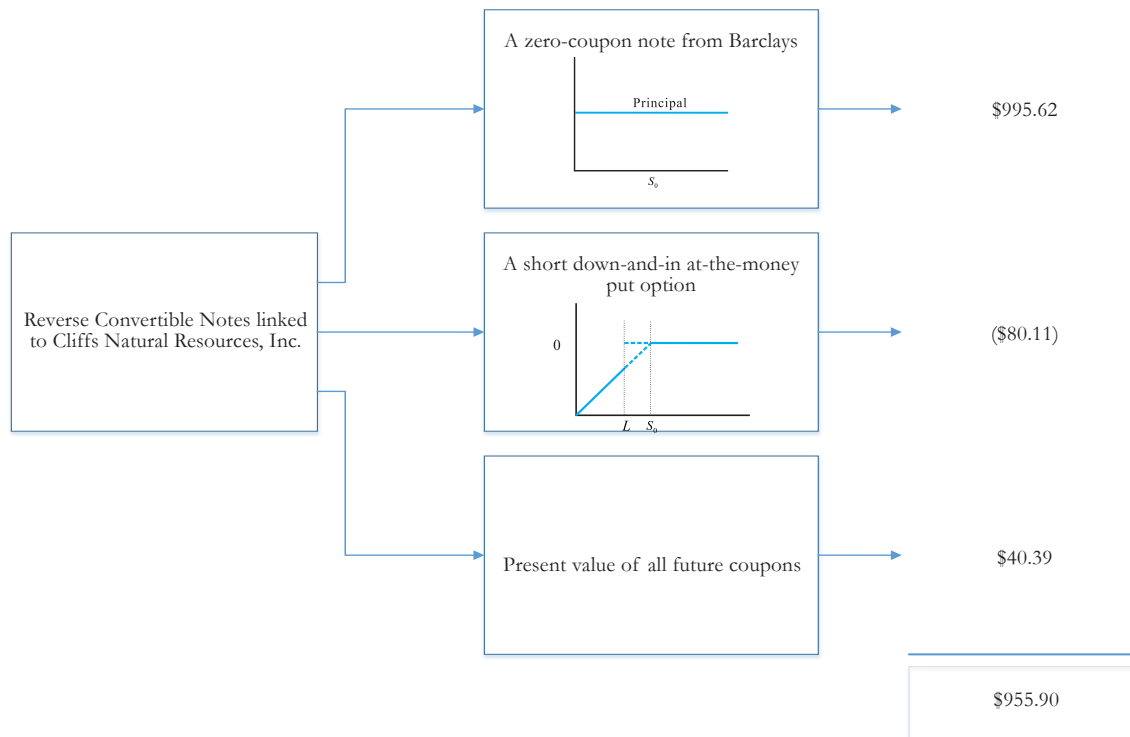 A zero-coupon note from Barclays
Principal
S₀
$995.62
Reverse Convertible Notes linked
to Cliffs Natural Resources, Inc.
A short down-and-in at-the-money
put option
0
L S₀
($80.11)
Present value of all future coupons
$40.39
$955.90